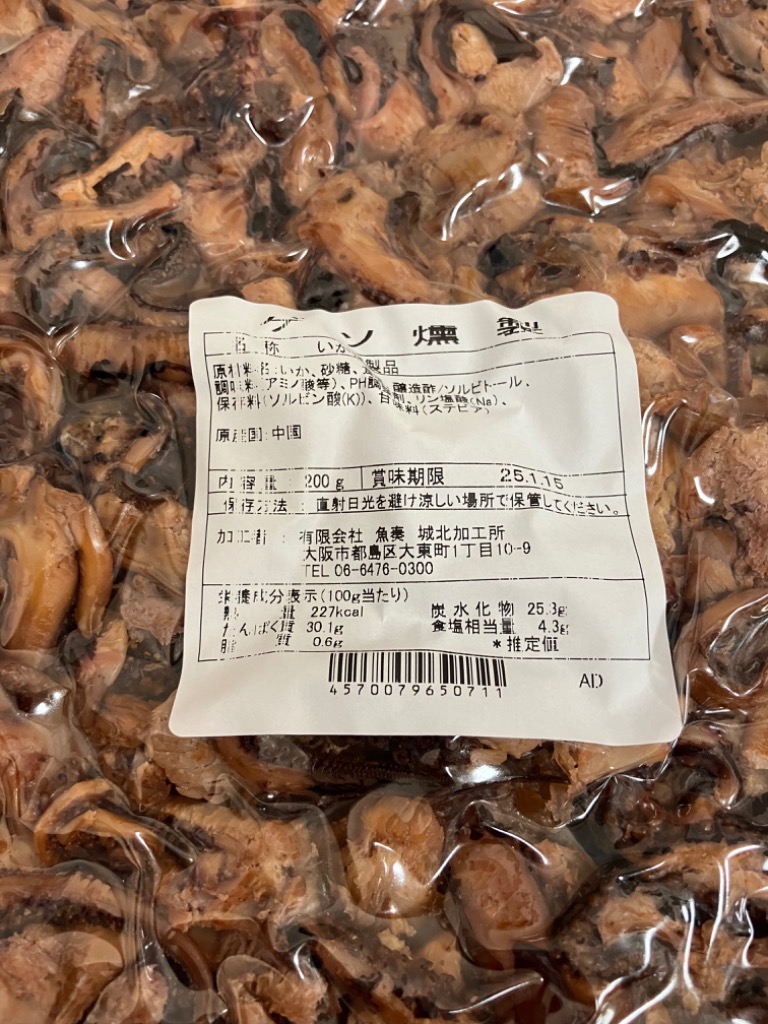 ゲソ 燻 製
名称 いか 製品
原材料名：いか、砂糖、醸造酢/ソルビトール、
調味料(アミノ酸等)、PH調 剤、リン塩酸(Na)、
保存料(ソルビン酸(K))、甘 味料(ステビア)
原産国：中国
内容量：200g 賞味期限 25.1.15
保存方法：直射日光を避け涼しい場所で保管してください。
加工者：有限会社 魚奏 城北加工所
大阪市都島区大東町1丁目10-9
TEL 06-6476-0300
栄養成分表示(100g当たり)
熱 量 227kcal 炭水化物 25.3g
たんぱく質 30.1g 食塩相当量 4.3g
脂 質 0.6g *推定値
4570079650711 AD